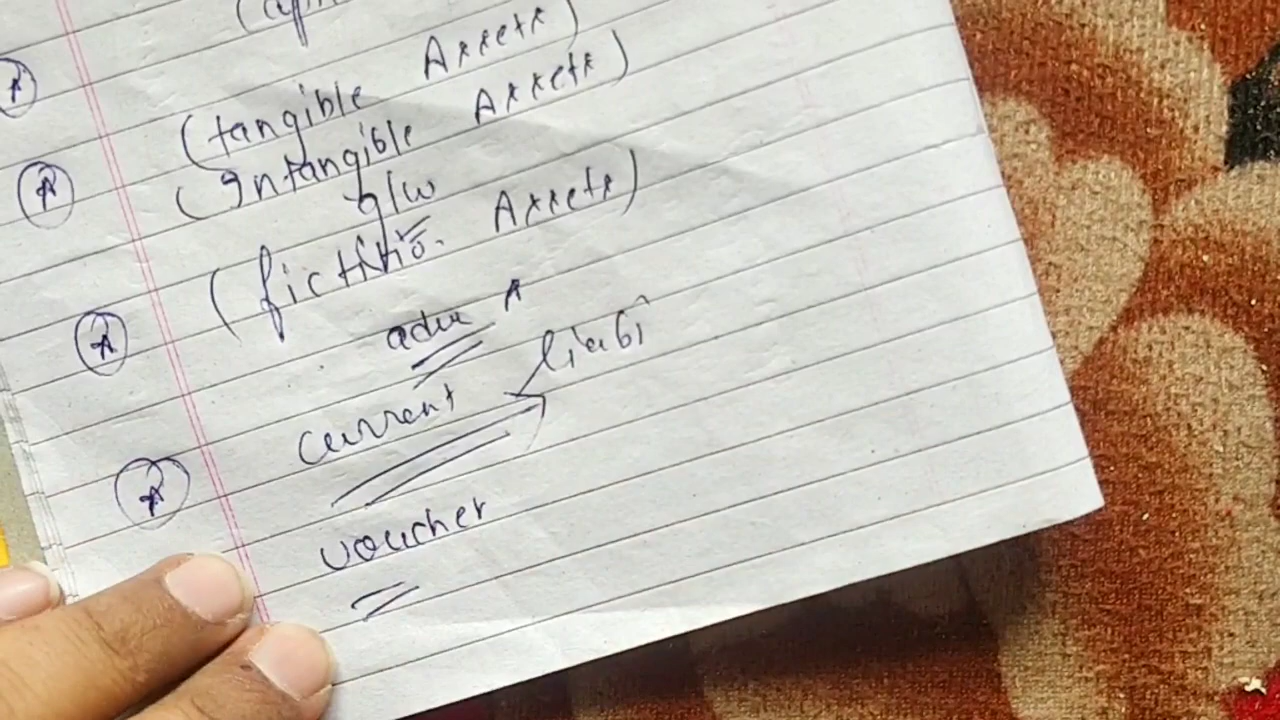 (tangible Assets)
(Intangible Assets)
g/w
(fictitio. Assets)
adv
A
Current
liabi
voucher